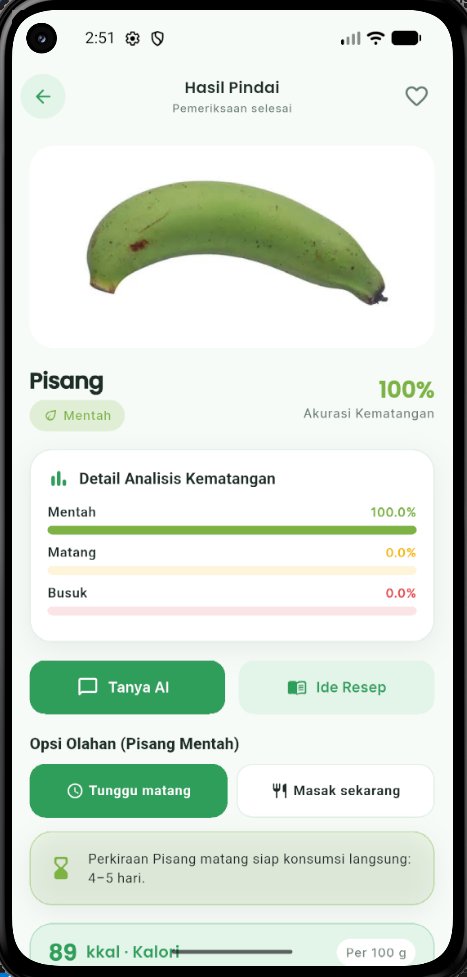 2:51
Hasil Pindai
Pemeriksaan selesai
Pisang
100%
Mentah
Akurasi Kematangan
Detail Analisis Kematangan
Mentah 100.0%
Matang 0.0%
Busuk 0.0%
Tanya AI
Ide Resep
Opsi Olahan (Pisang Mentah)
Tunggu matang
Masak sekarang
Perkiraan Pisang matang siap konsumsi langsung:
4–5 hari.
89 kkal · Kalori
Per 100 g